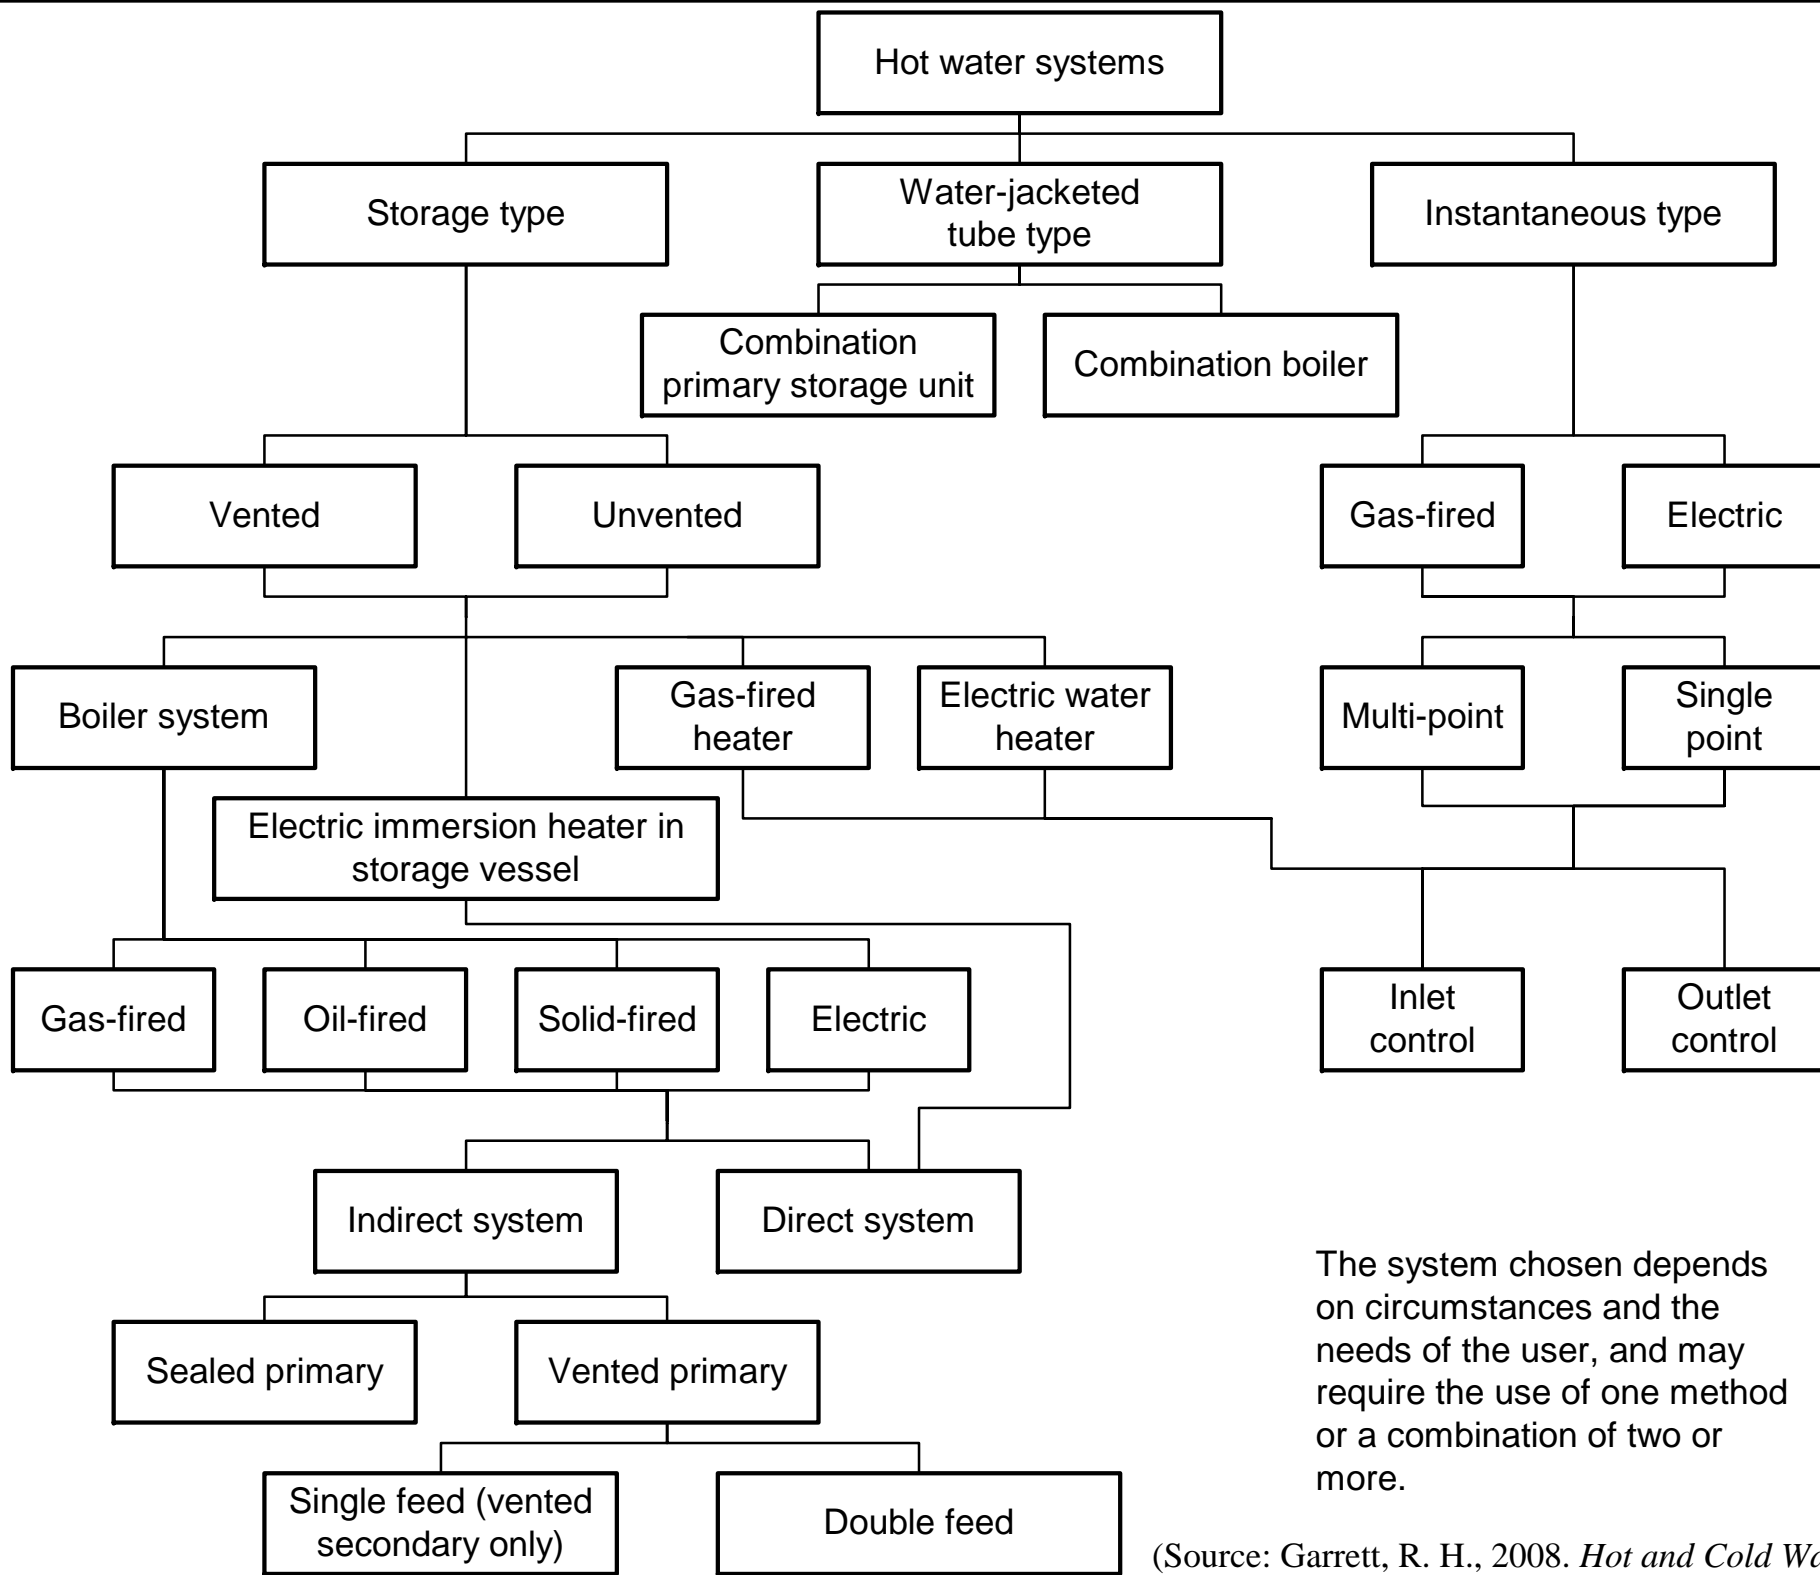 Hot water systems
Storage type
Water-jacketed
tube type
Instantaneous type
Combination
primary storage unit
Combination boiler
Vented
Unvented
Gas-fired
Electric
Boiler system
Gas-fired
heater
Electric water
heater
Multi-point
Single
point
Electric immersion heater in
storage vessel
Gas-fired
Oil-fired
Solid-fired
Electric
Inlet
control
Outlet
control
Indirect system
Direct system
The system chosen depends
on circumstances and the
needs of the user, and may
require the use of one method
or a combination of two or
more.
Sealed primary
Vented primary
Single feed (vented
secondary only)
Double feed
(Source: Garrett, R. H., 2008. Hot and Cold